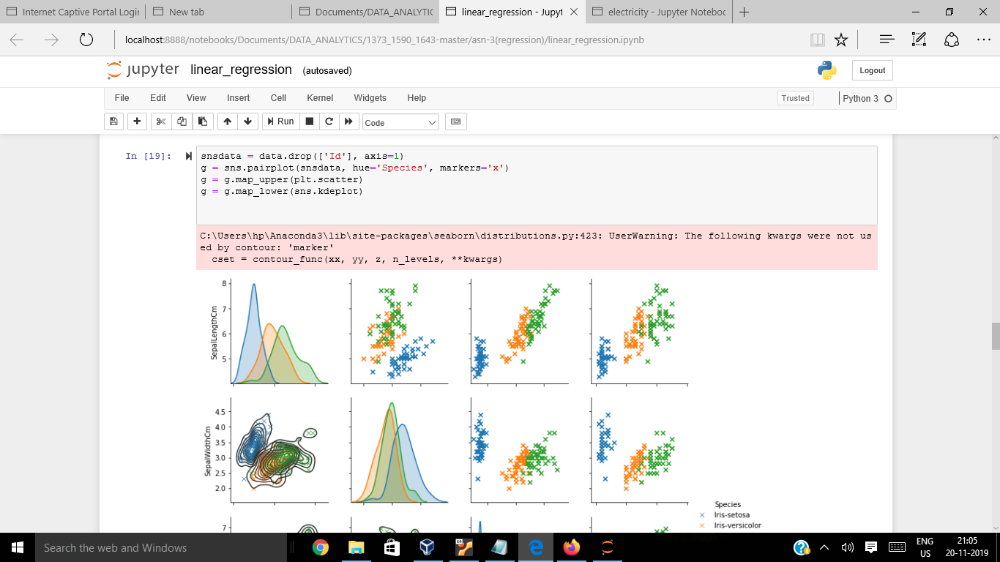 Internet Captive Portal Login New tab Documents/DATA_ANALYTIC linear_regression - Jupyt electricity - Jupyter Notebook
localhost:8888/notebooks/Documents/DATA_ANALYTICS/1373_1590_1643-master/asn-3(regression)/linear_regression.ipynb
jupyter linear_regression (autosaved) Logout
File Edit View Insert Cell Kernel Widgets Help Trusted Python 3
Run Code
In [19]:
snsdata = data.drop(['Id'], axis=1)
g = sns.pairplot(snsdata, hue='Species', markers='x')
g = g.map_upper(plt.scatter)
g = g.map_lower(sns.kdeplot)
C:\Users\hp\Anaconda3\lib\site-packages\seaborn\distributions.py:423: UserWarning: The following kwargs were not us
ed by contour: 'marker'
cset = contour_func(xx, yy, z, n_levels, **kwargs)
8
7
6
5
SepalLengthCm
4.5
4.0
3.5
3.0
2.5
2.0
SepalWidthCm
7
Species
Iris-setosa
Iris-versicolor
Search the web and Windows
ENG
US
21:05
20-11-2019